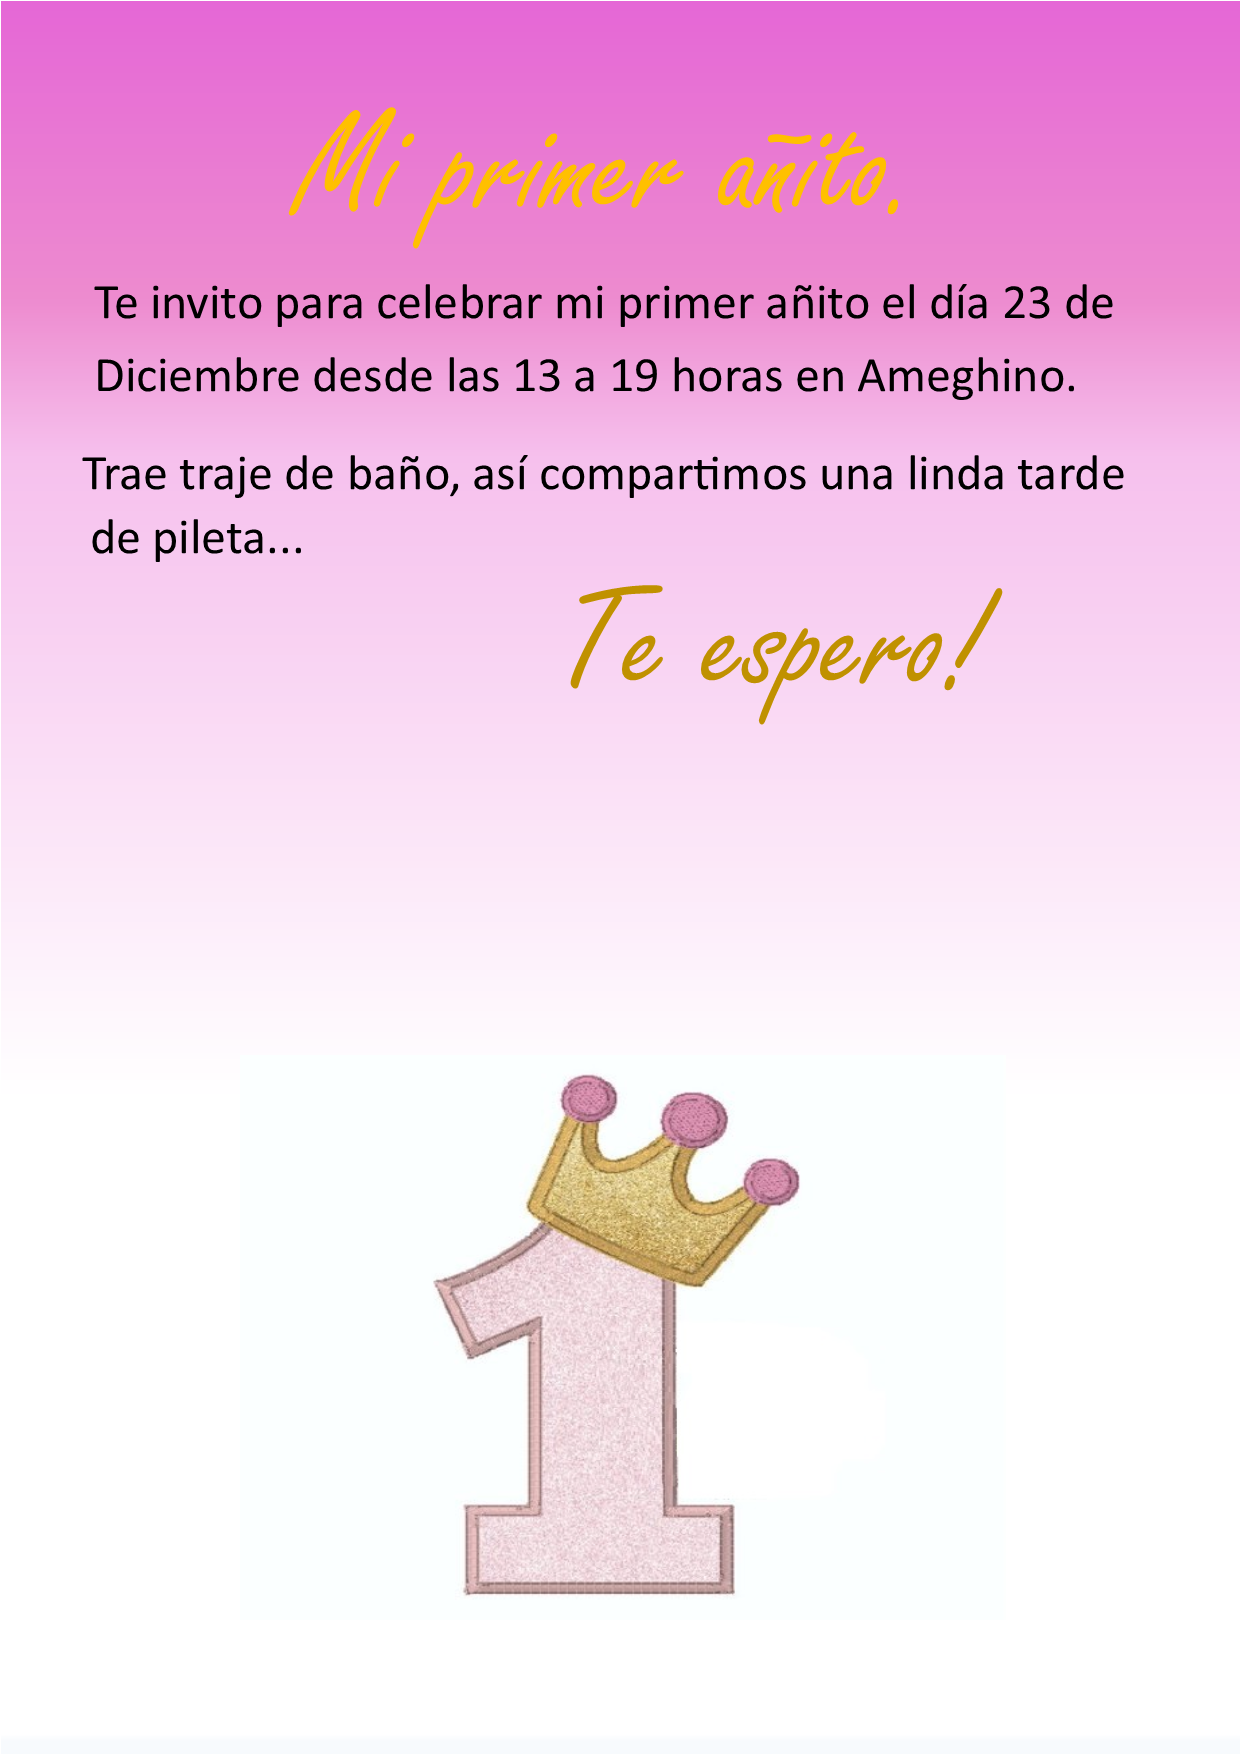 Mi primer añito.
Te invito para celebrar mi primer añito el día 23 de
Diciembre desde las 13 a 19 horas en Ameghino.
Trae traje de baño, así compartimos una linda tarde
de pileta...
Te espero!
1